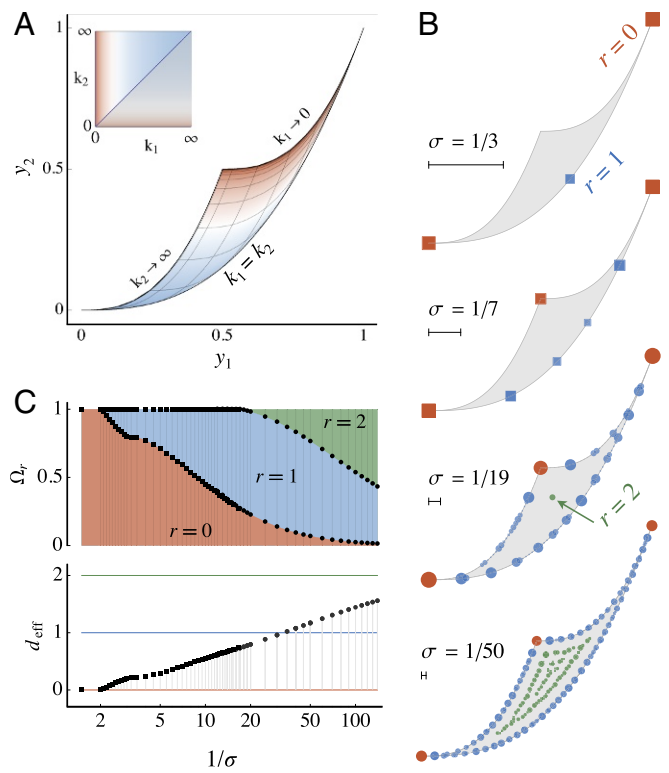 A
B
1
0.5
0
y₂
0
0.5
1
y₁
∞
k₂
0
0
k₁
∞
k₁ → 0
k₂ → ∞
k₁ = k₂
r = 0
σ = 1/3
r = 1
σ = 1/7
σ = 1/19
r = 2
σ = 1/50
C
1
0.5
0
Ωᵣ
r = 2
r = 1
r = 0
2
1
0
d_eff
2
5
10
20
50
100
1/σ